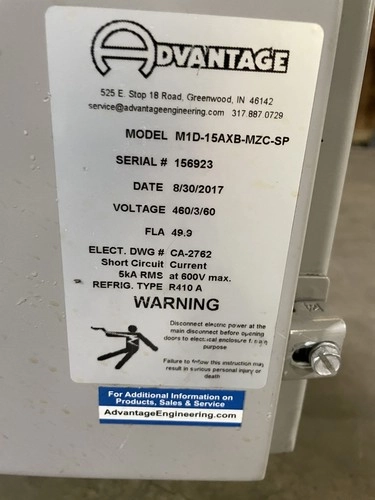 ADVANTAGE
525 E. Stop 18 Road, Greenwood, IN 46142
service@advantageengineering.com 317.887.0729
MODEL M1D-15AXB-MZC-SP
SERIAL # 156923
DATE 8/30/2017
VOLTAGE 460/3/60
FLA 49.9
ELECT. DWG # CA-2762
Short Circuit Current
5kA RMS at 600V max.
REFRIG. TYPE R410 A
WARNING
Disconnect electric power at the
main disconnect before opening
doors to electrical enclosure
purpose
Failure to follow this instruction may
result in serious personal injury or
death
For Additional Information on
Products, Sales & Service
AdvantageEngineering.com